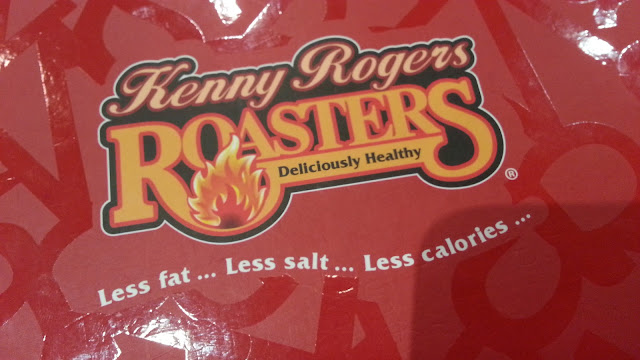 Kenny Rogers
ROASTERS
Deliciously Healthy
®
Less fat ... Less salt ... Less calories ...